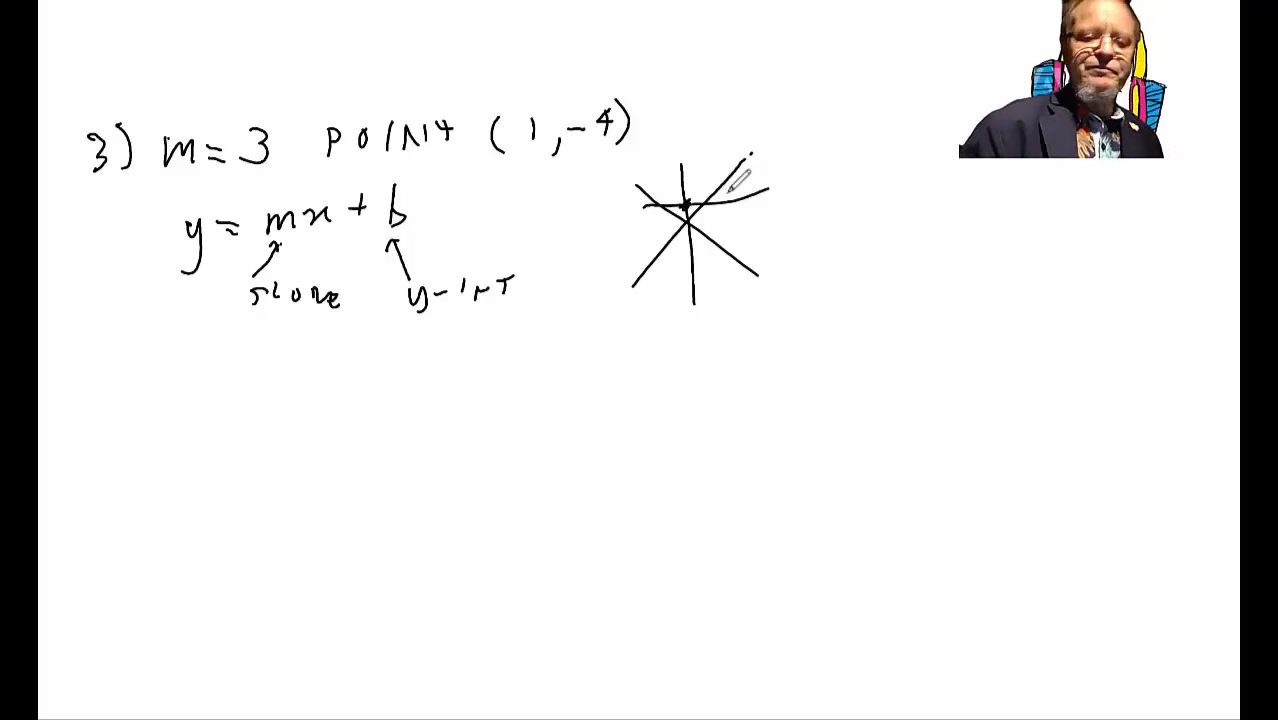 3) m = 3 POINT (1, -4)
y = mx + b
SLOPE y-INT